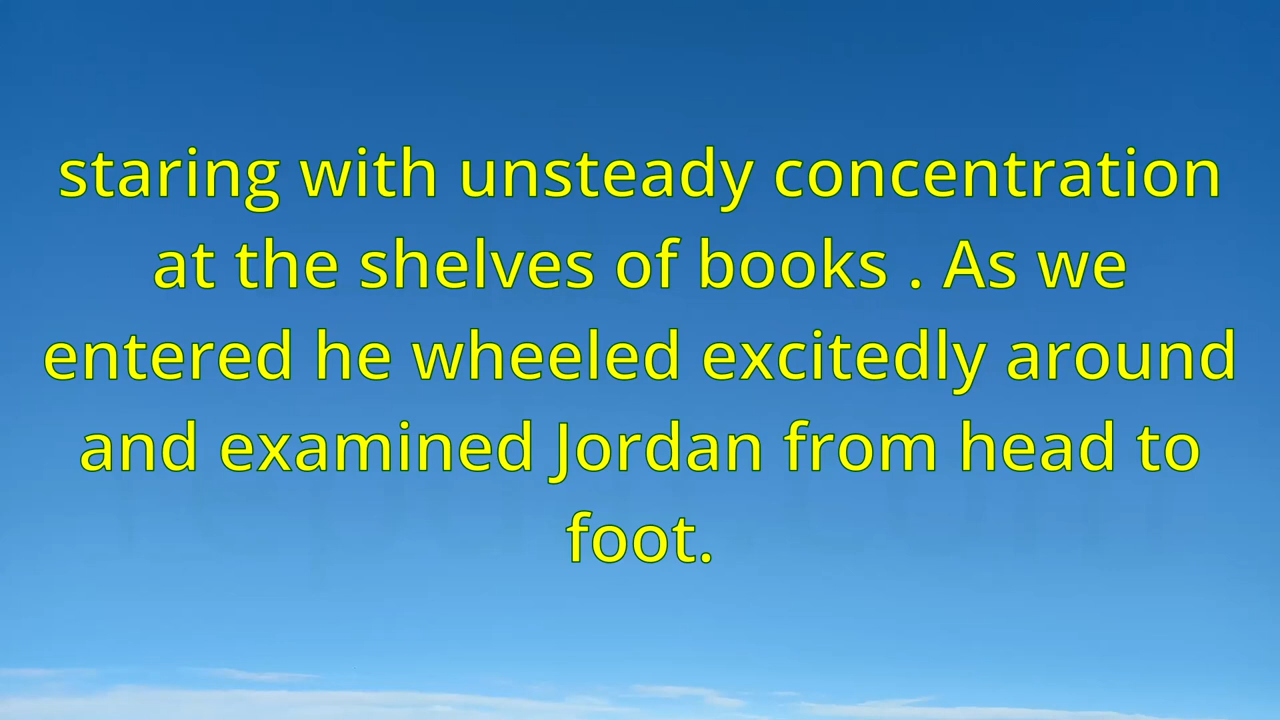 staring with unsteady concentration
at the shelves of books . As we
entered he wheeled excitedly around
and examined Jordan from head to
foot.